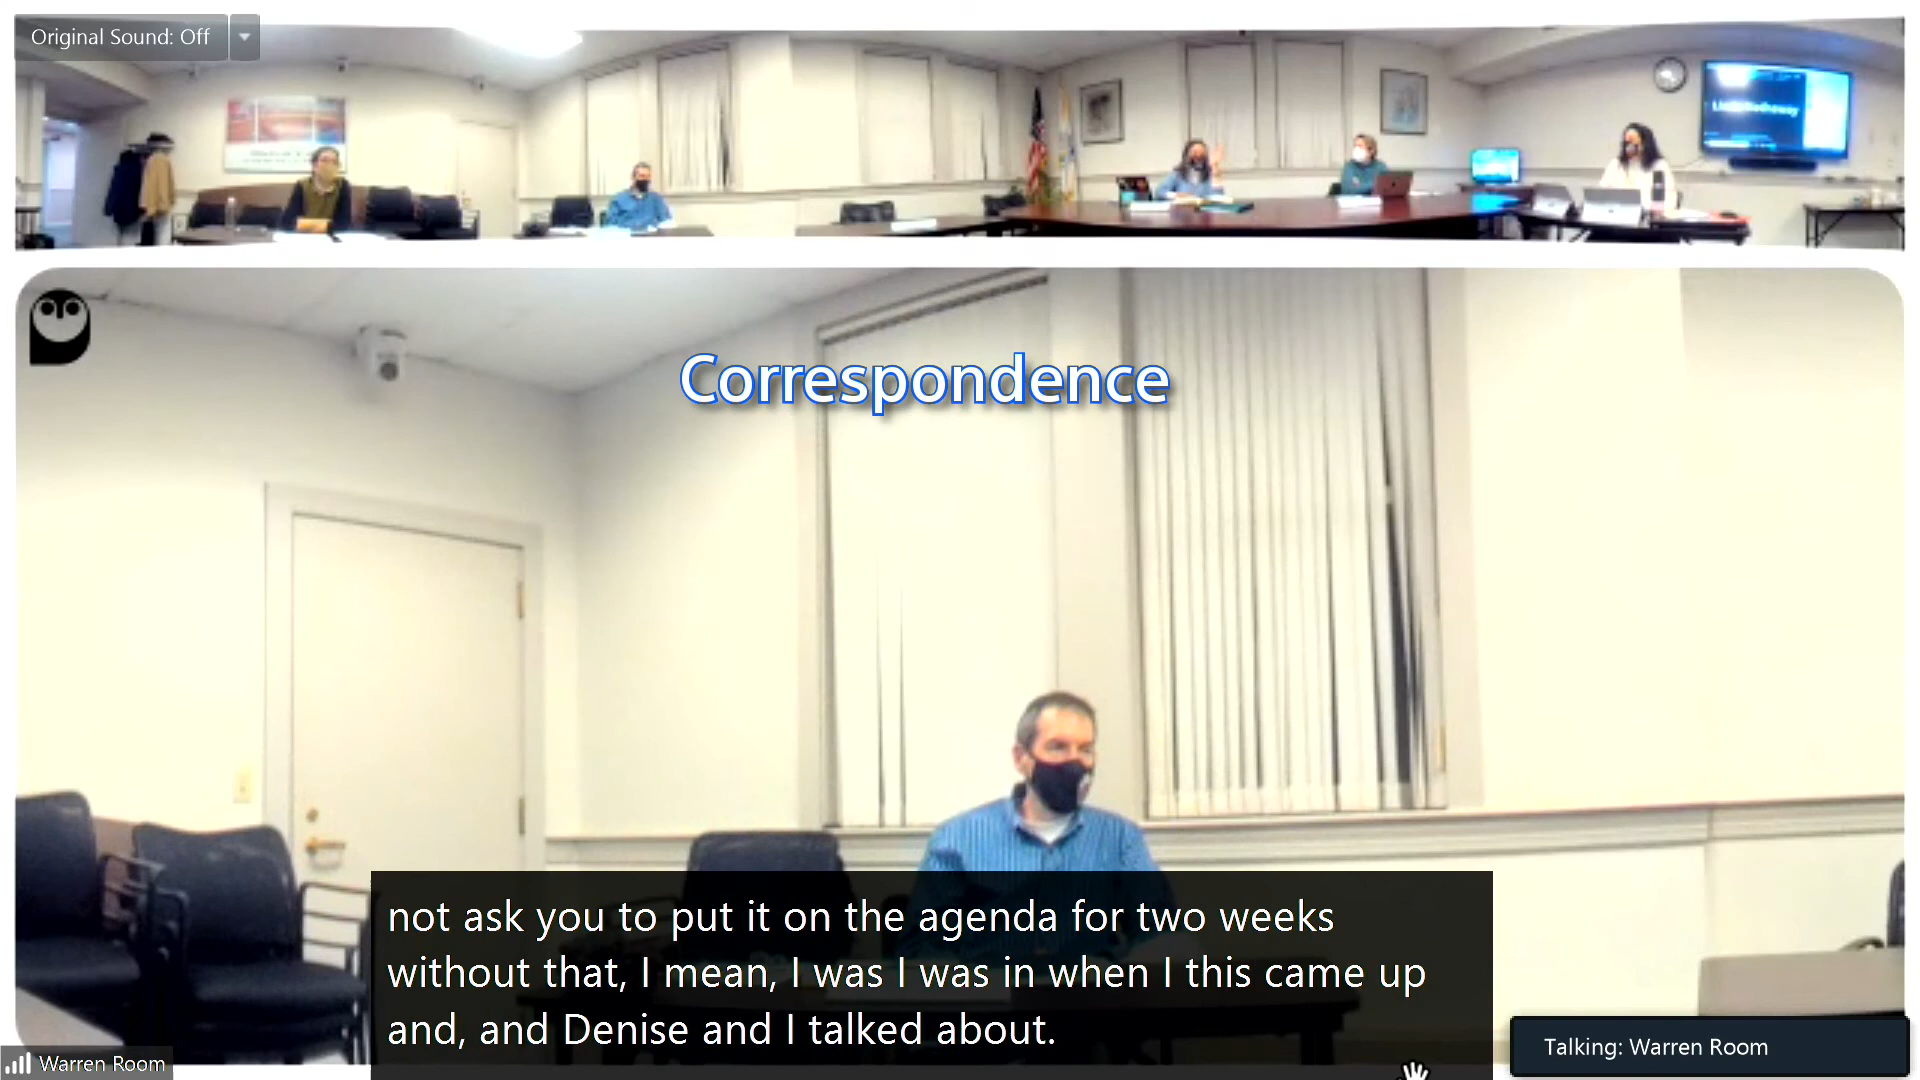 Original Sound: Off
Correspondence
not ask you to put it on the agenda for two weeks
without that, I mean, I was I was in when I this came up
and, and Denise and I talked about.
Talking: Warren Room
Warren Room